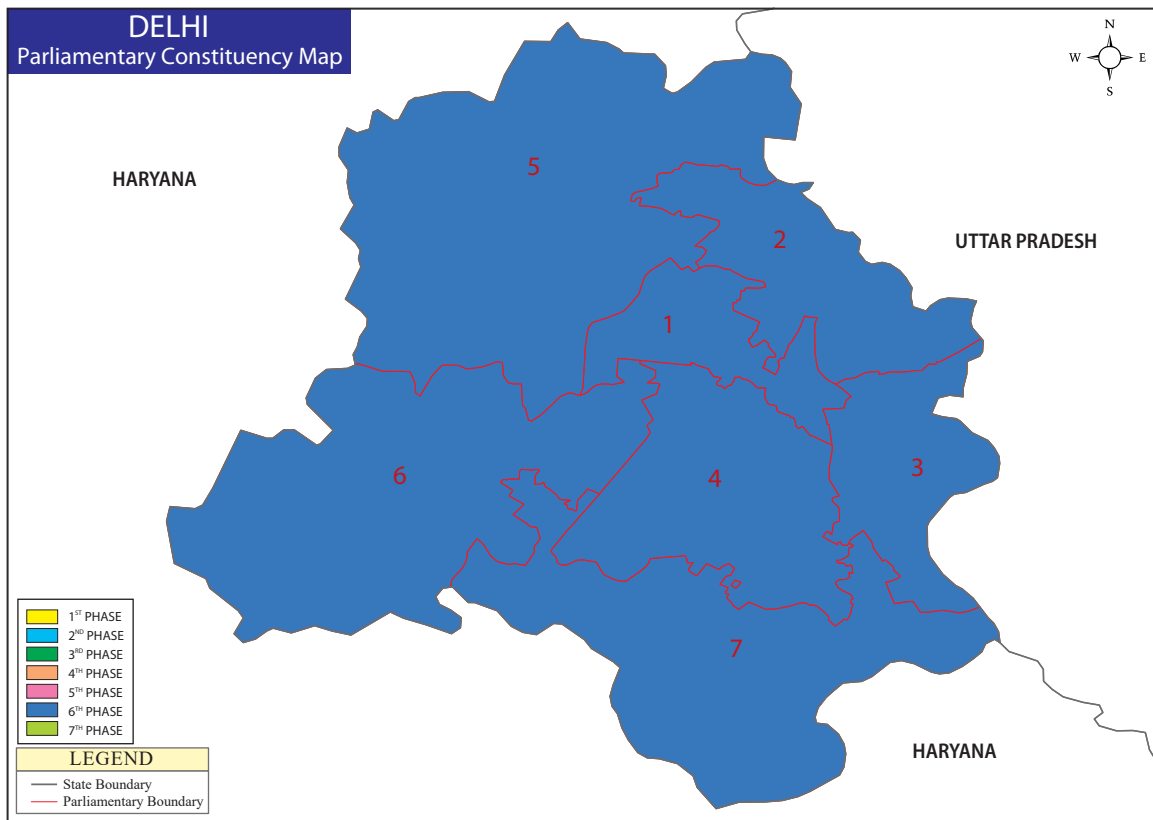 DELHI
Parliamentary Constituency Map
N
W E
S
HARYANA
5
UTTAR PRADESH
2
1
6
4
3
7
HARYANA
1ST PHASE
2ND PHASE
3RD PHASE
4TH PHASE
5TH PHASE
6TH PHASE
7TH PHASE
LEGEND
State Boundary
Parliamentary Boundary